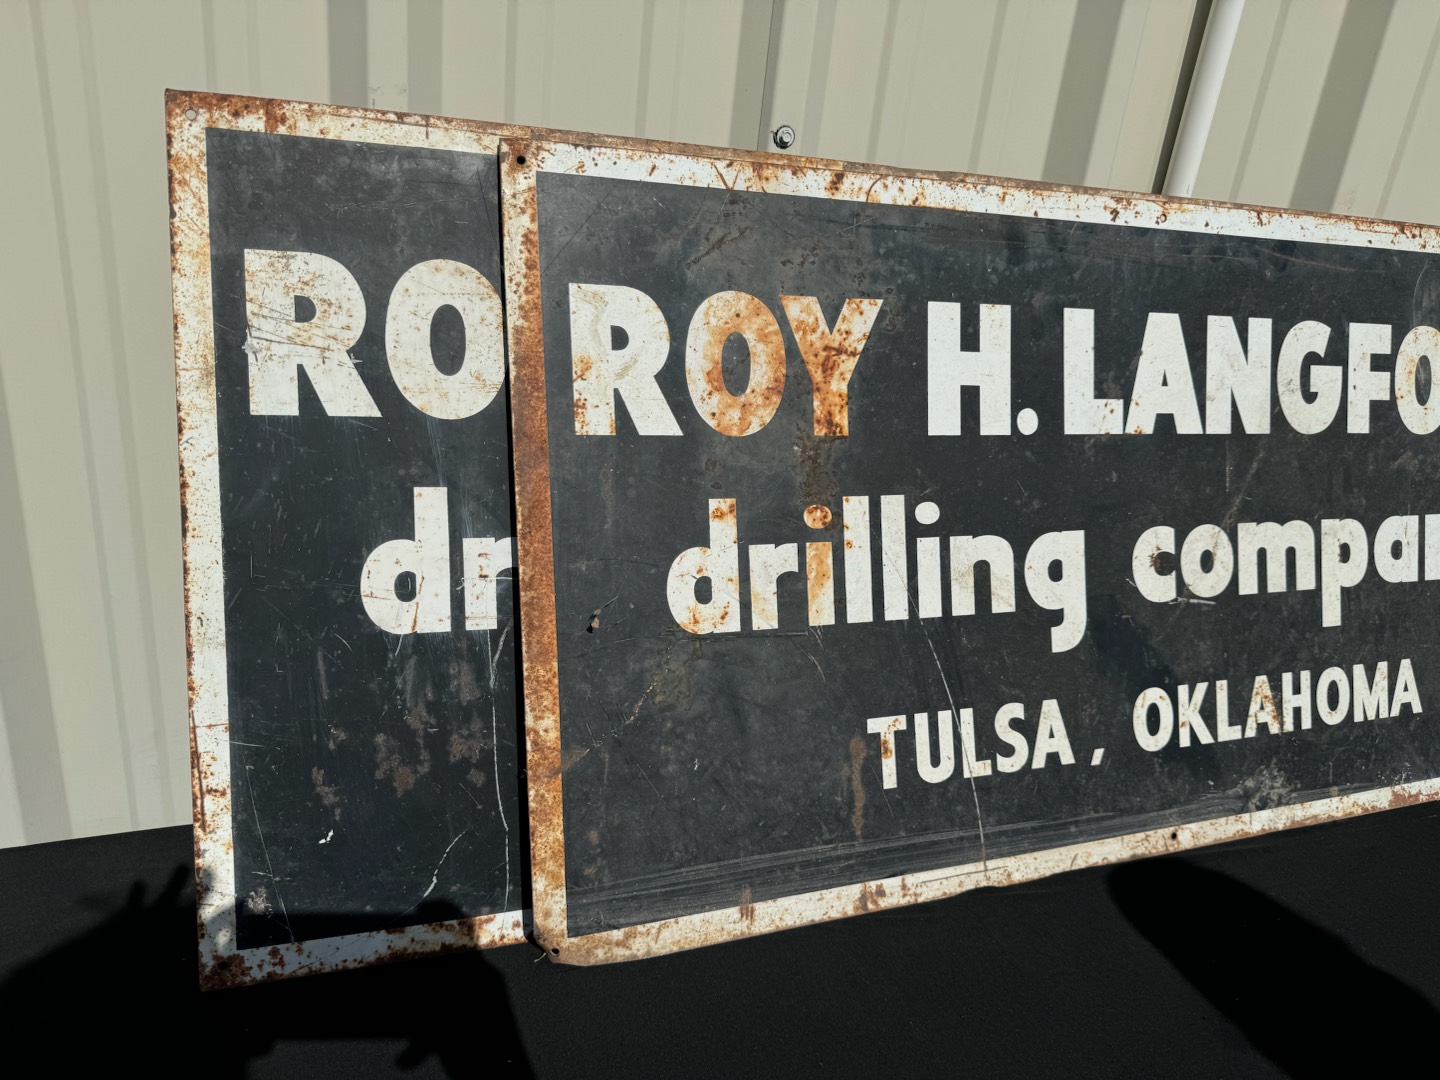 RO
dr
ROY H. LANGFO
drilling compan
TULSA, OKLAHOMA